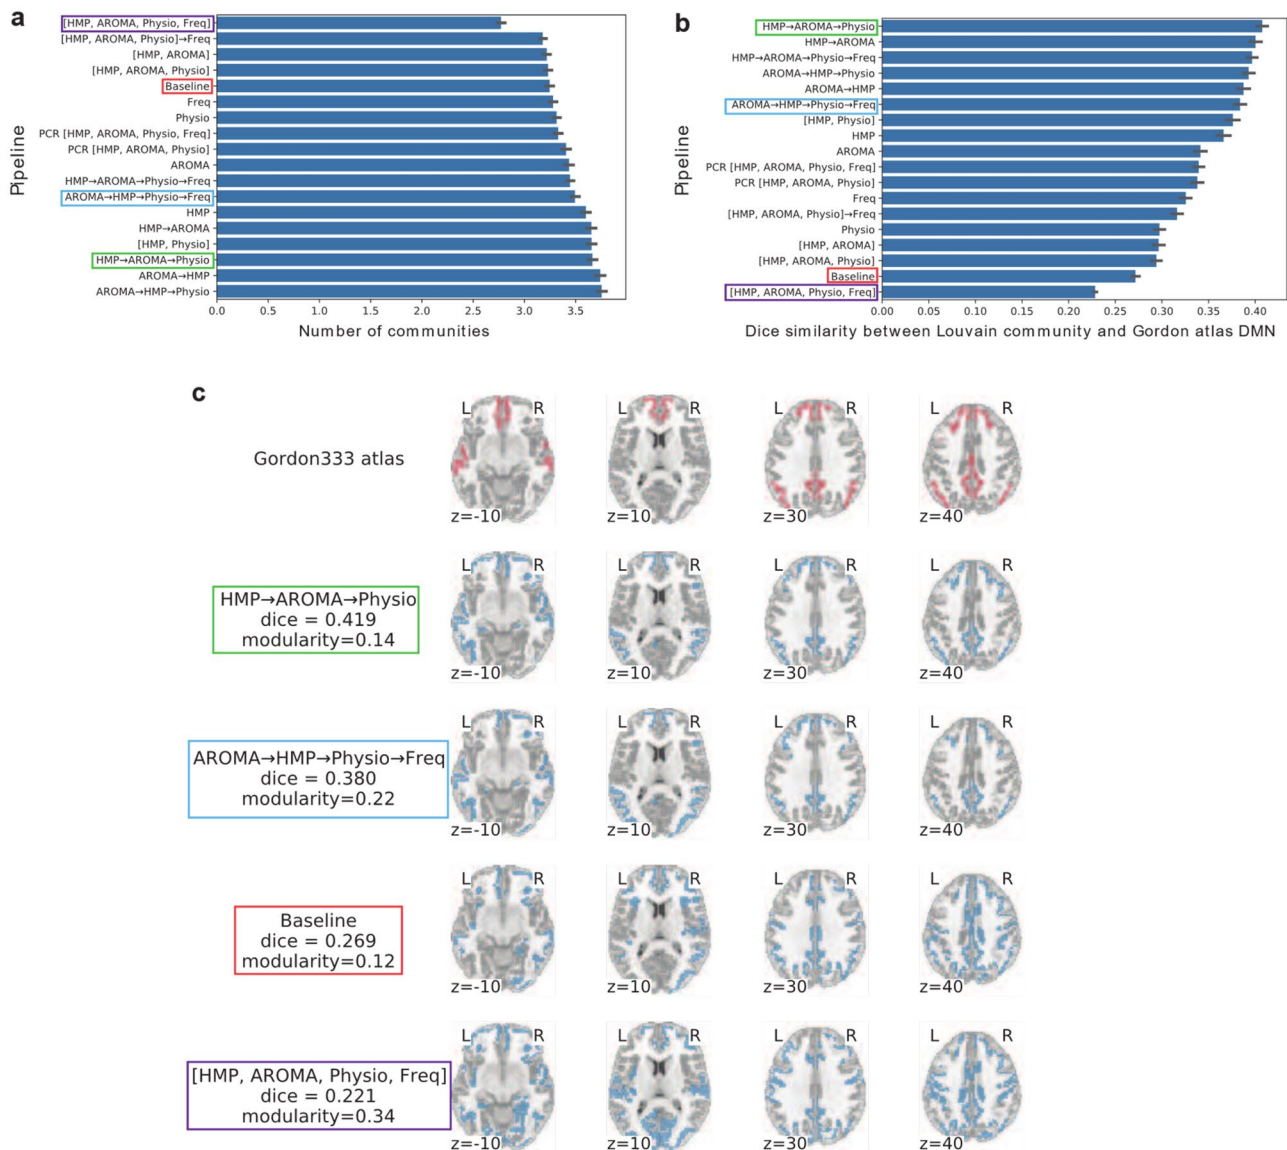 a
[HMP, AROMA, Physio, Freq]
[HMP, AROMA, Physio]→Freq
[HMP, AROMA]
[HMP, AROMA, Physio]
Baseline
Freq
Physio
PCR [HMP, AROMA, Physio, Freq]
PCR [HMP, AROMA, Physio]
AROMA
HMP→AROMA→Physio→Freq
AROMA→HMP→Physio→Freq
HMP
HMP→AROMA
[HMP, Physio]
HMP→AROMA→Physio
AROMA→HMP
AROMA→HMP→Physio
Pipeline
0.0 0.5 1.0 1.5 2.0 2.5 3.0 3.5
Number of communities
b
HMP→AROMA→Physio
HMP→AROMA
HMP→AROMA→Physio→Freq
AROMA→HMP→Physio
AROMA→HMP
AROMA→HMP→Physio→Freq
[HMP, Physio]
HMP
AROMA
PCR [HMP, AROMA, Physio, Freq]
PCR [HMP, AROMA, Physio]
Freq
[HMP, AROMA, Physio]→Freq
Physio
[HMP, AROMA]
[HMP, AROMA, Physio]
Baseline
[HMP, AROMA, Physio, Freq]
Pipeline
0.00 0.05 0.10 0.15 0.20 0.25 0.30 0.35 0.40
Dice similarity between Louvain community and Gordon atlas DMN
c
L R L R L R L R
Gordon333 atlas
z=-10 z=10 z=30 z=40
L R L R L R L R
HMP→AROMA→Physio
dice = 0.419
modularity=0.14
z=-10 z=10 z=30 z=40
L R L R L R L R
AROMA→HMP→Physio→Freq
dice = 0.380
modularity=0.22
z=-10 z=10 z=30 z=40
L R L R L R L R
Baseline
dice = 0.269
modularity=0.12
z=-10 z=10 z=30 z=40
L R L R L R L R
[HMP, AROMA, Physio, Freq]
dice = 0.221
modularity=0.34
z=-10 z=10 z=30 z=40